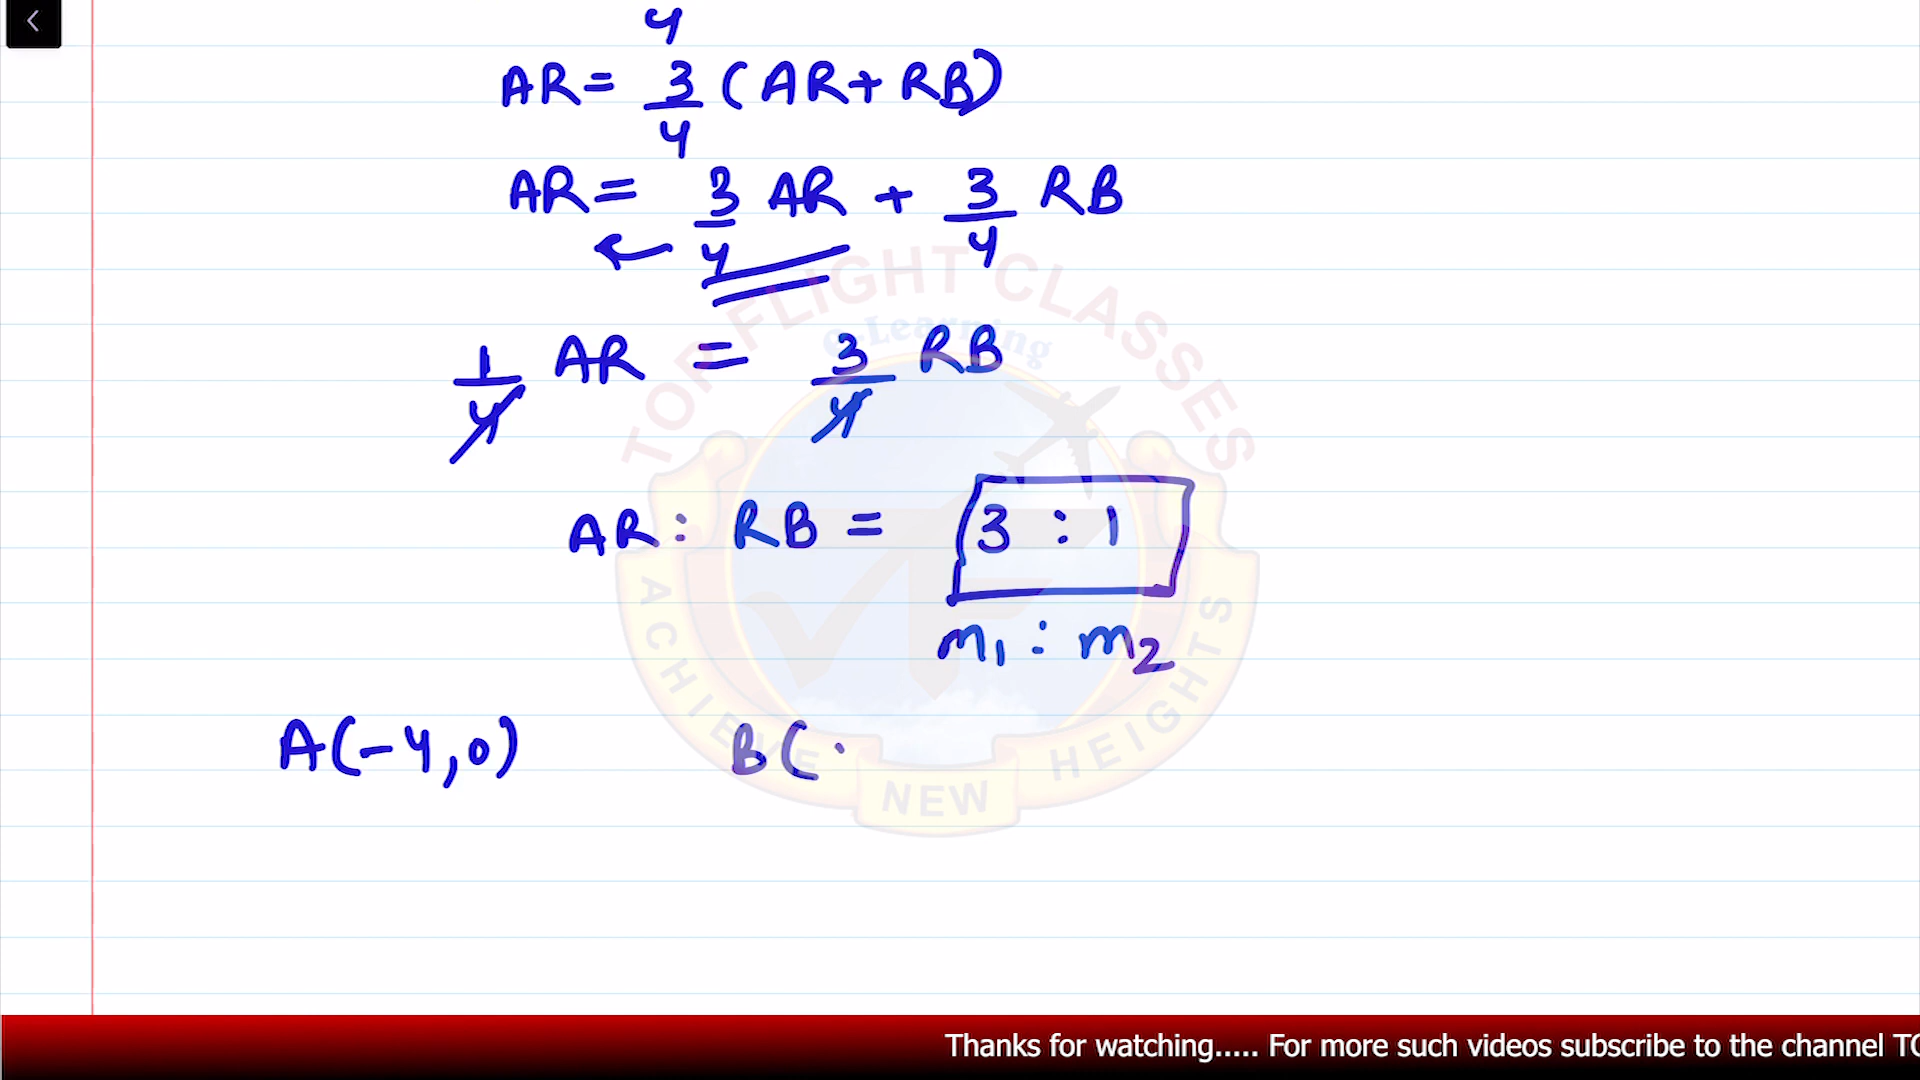 4
AR = 3/4 (AR + RB)
AR = 3/4 AR + 3/4 RB
1/4 AR = 3/4 RB
AR : RB = 3 : 1
m1 : m2
A(-4,0) B(
TOP FLIGHT CLASSES
e-Learning
ACHIEVE NEW HEIGHTS
Thanks for watching..... For more such videos subscribe to the channel TO